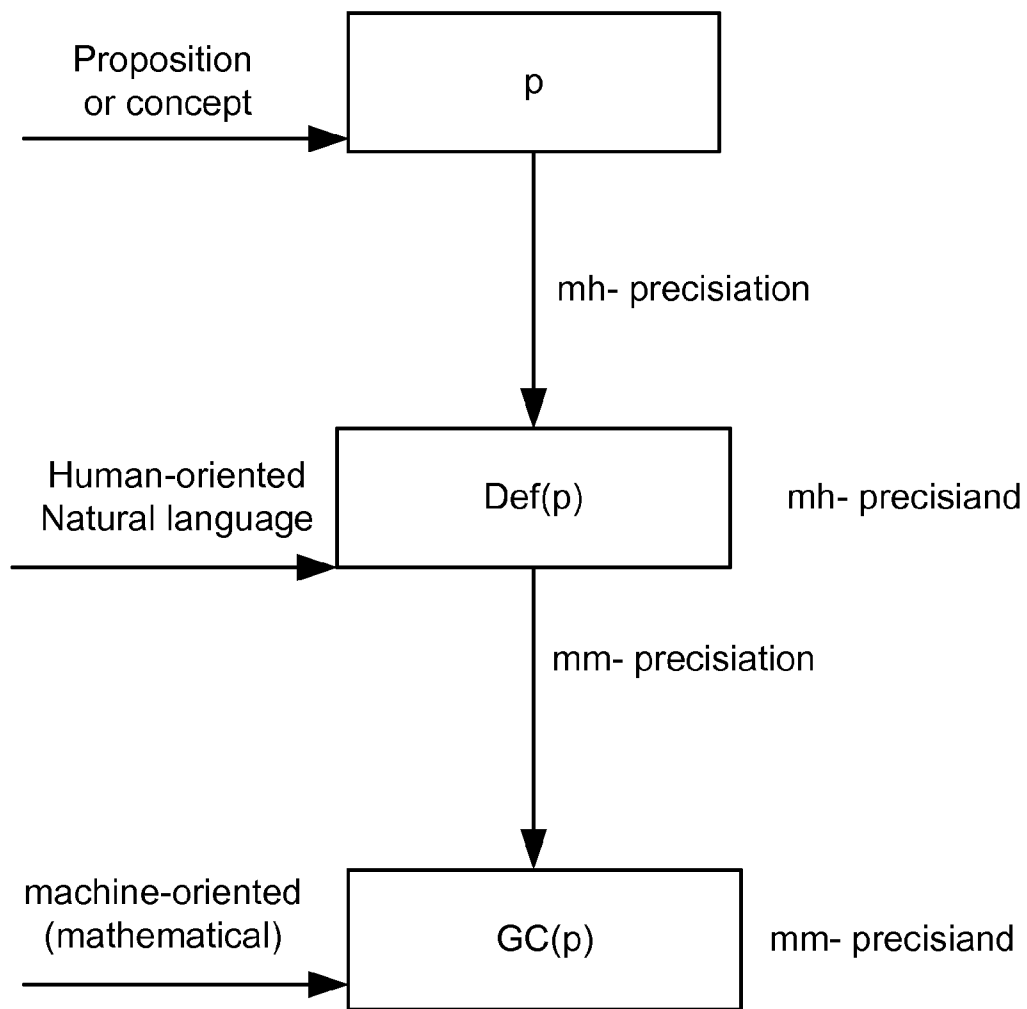 Proposition
or concept
p
mh- precisiation
Human-oriented
Natural language
Def(p)
mh- precisiand
mm- precisiation
machine-oriented
(mathematical)
GC(p)
mm- precisiand